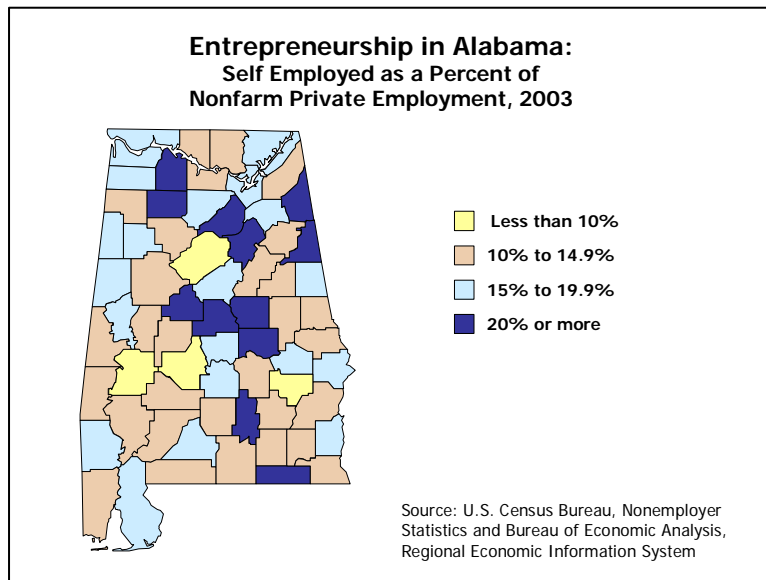 Entrepreneurship in Alabama:
Self Employed as a Percent of
Nonfarm Private Employment, 2003
Less than 10%
10% to 14.9%
15% to 19.9%
20% or more
Source: U.S. Census Bureau, Nonemployer
Statistics and Bureau of Economic Analysis,
Regional Economic Information System